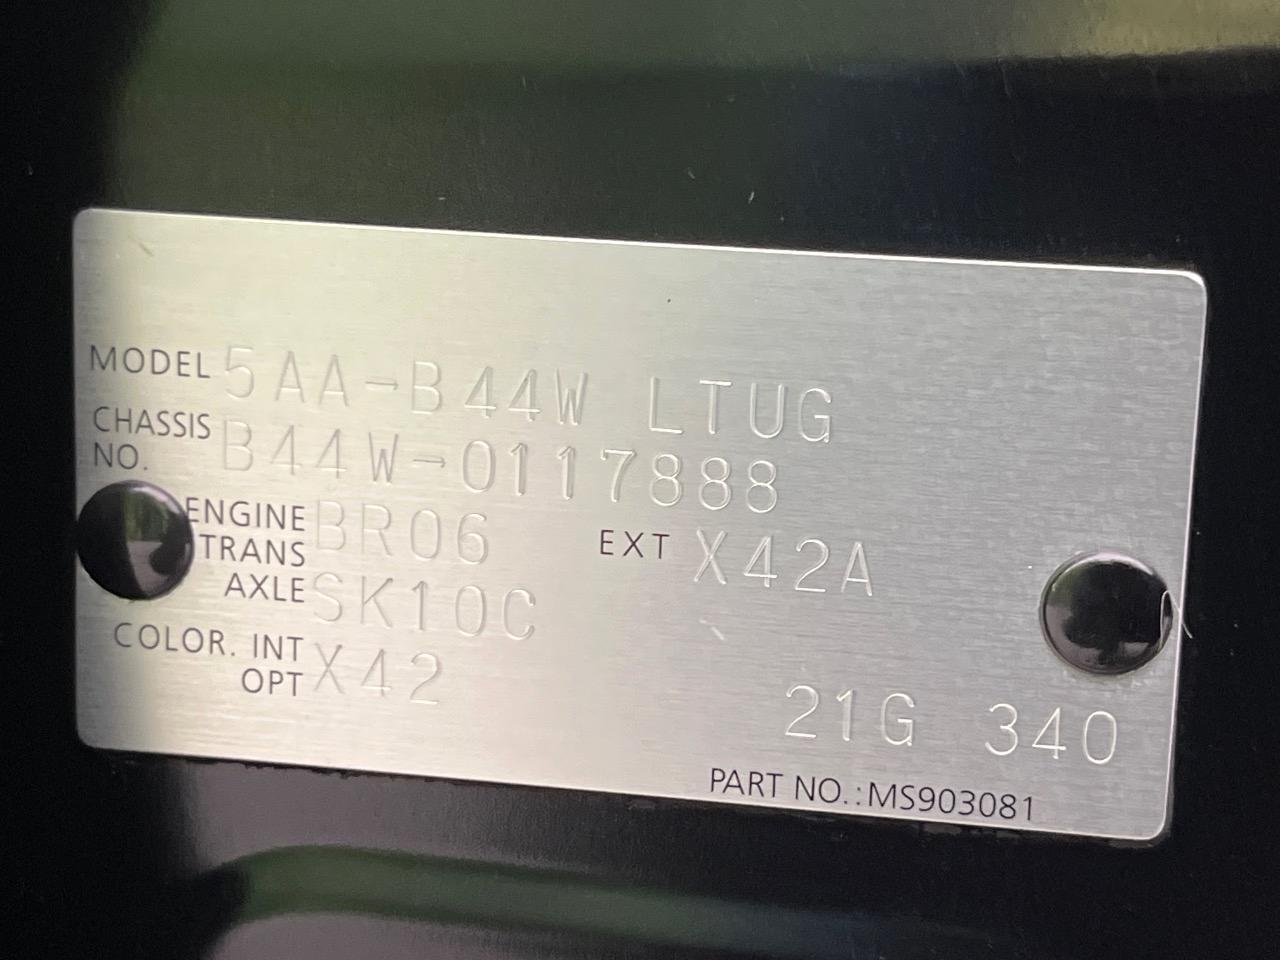 MODEL 5AA-B44W LTUG
CHASSIS NO. B44W-0117888
ENGINE BR06 EXT X42A
TRANS AXLE SK10C
COLOR. INT X42
OPT
21G 340
PART NO.:MS903081